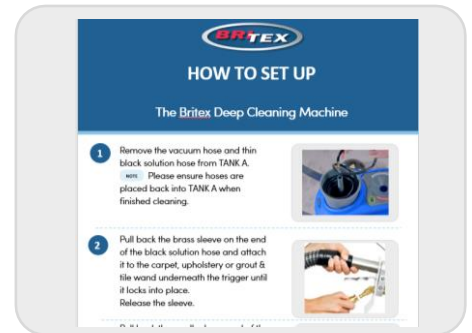 BRITEX
HOW TO SET UP
The Britex Deep Cleaning Machine
1
Remove the vacuum hose and thin
black solution hose from TANK A.
NOTE Please ensure hoses are
placed back into TANK A when
finished cleaning.
2
Pull back the brass sleeve on the end
of the black solution hose and attach
it to the carpet, upholstery or grout &
tile wand underneath the trigger until
it locks into place.
Release the sleeve.